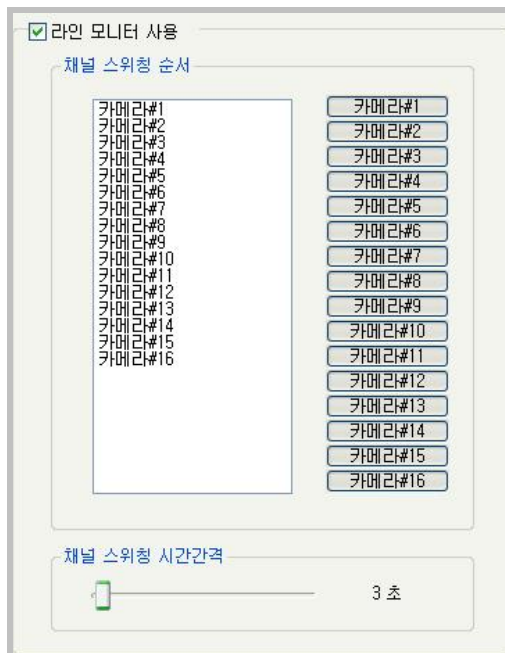 라인 모니터 사용
채널 스위칭 순서
카메라#1
카메라#2
카메라#3
카메라#4
카메라#5
카메라#6
카메라#7
카메라#8
카메라#9
카메라#10
카메라#11
카메라#12
카메라#13
카메라#14
카메라#15
카메라#16
카메라#1
카메라#2
카메라#3
카메라#4
카메라#5
카메라#6
카메라#7
카메라#8
카메라#9
카메라#10
카메라#11
카메라#12
카메라#13
카메라#14
카메라#15
카메라#16
채널 스위칭 시간간격
3 초